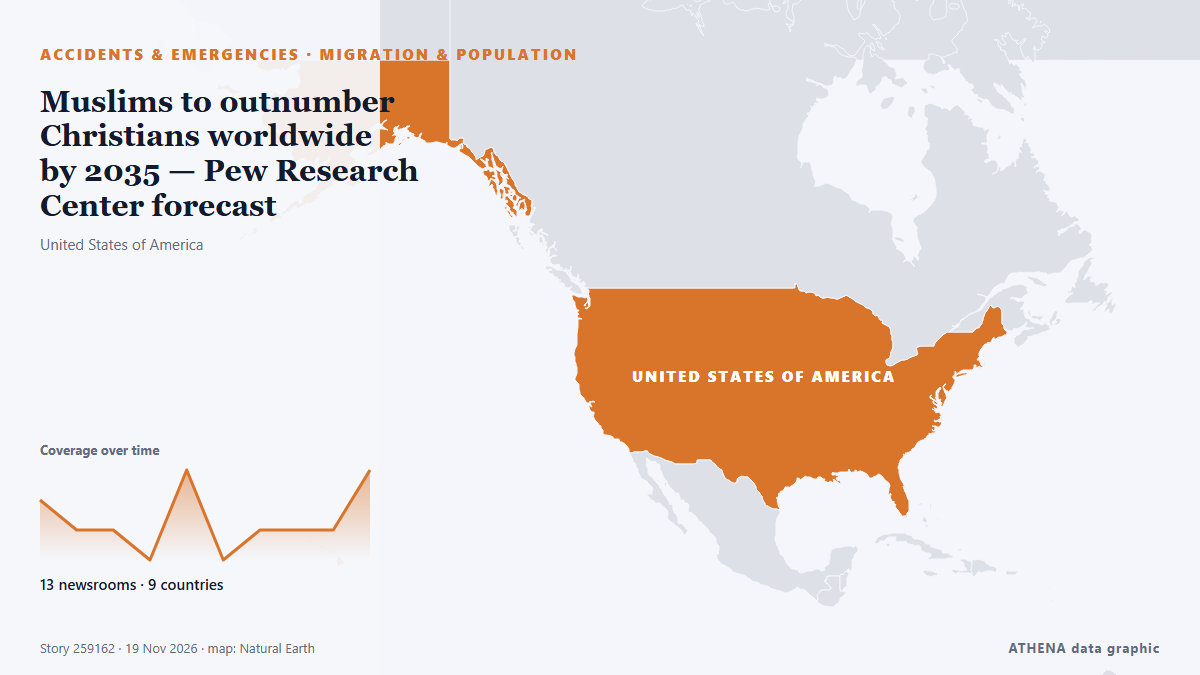 ACCIDENTS & EMERGENCIES · MIGRATION & POPULATION
Muslims to outnumber
Christians worldwide
by 2035 — Pew Research
Center forecast
United States of America
UNITED STATES OF AMERICA
Coverage over time
13 newsrooms · 9 countries
Story 259162 · 19 Nov 2026 · map: Natural Earth
ATHENA data graphic